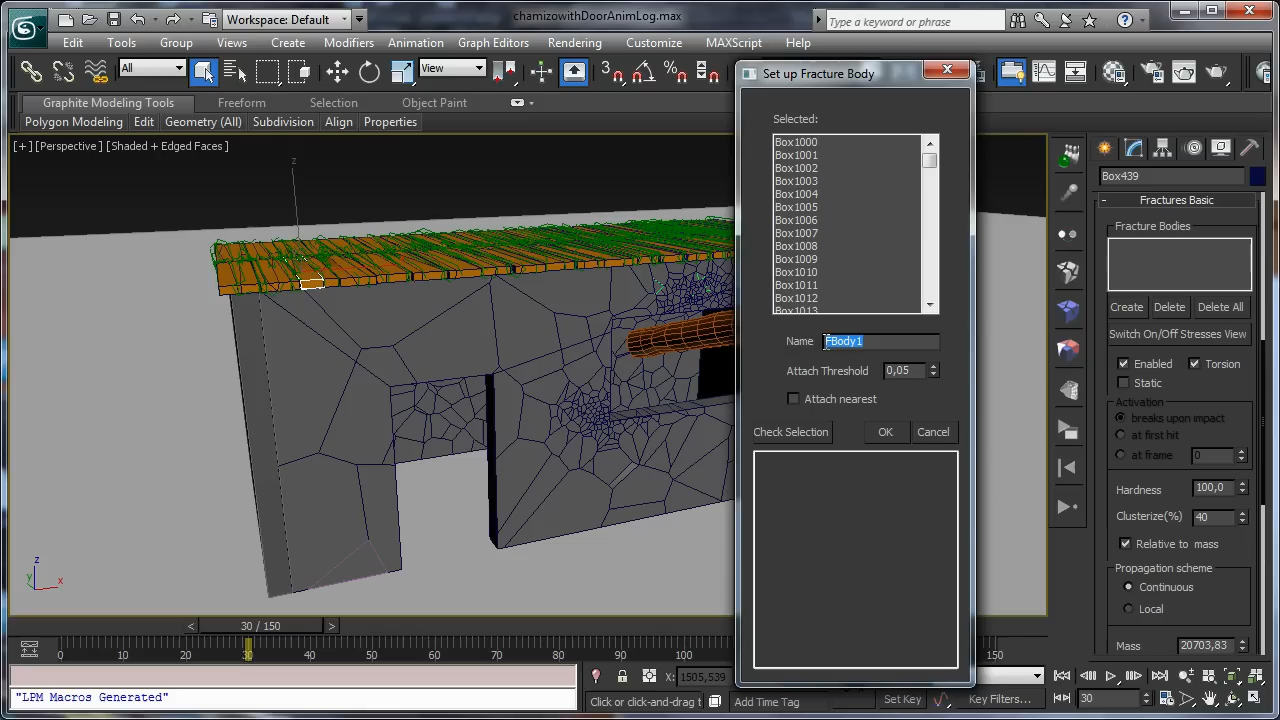 Workspace: Default
chamizowithDoorAnimLog.max
Type a keyword or phrase
Edit Tools Group Views Create Modifiers Animation Graph Editors Rendering Customize MAXScript Help
All
View
3
Graphite Modeling Tools Freeform Selection Object Paint
Polygon Modeling Edit Geometry (All) Subdivision Align Properties
[+] [Perspective] [Shaded + Edged Faces]
z
z
y
x
Set up Fracture Body
Selected:
Box1000
Box1001
Box1002
Box1003
Box1004
Box1005
Box1006
Box1007
Box1008
Box1009
Box1010
Box1011
Box1012
Box1013
Name FBody1
Attach Threshold 0,05
Attach nearest
Check Selection OK Cancel
Box439
- Fractures Basic
Fracture Bodies
Create Delete Delete All
Switch On/Off Stresses View
Enabled Torsion
Static
Activation
breaks upon impact
at first hit
at frame 0
Hardness 100,0
Clusterize(%) 40
Relative to mass
Propagation scheme
Continuous
Local
Mass 20703,83
< 30 / 150 >
0 10 20 30 40 50 60 70 80 90 100 150
"LPM Macros Generated"
X: 1505,539
Click or click-and-drag t
Add Time Tag
Set Key Key Filters...
30